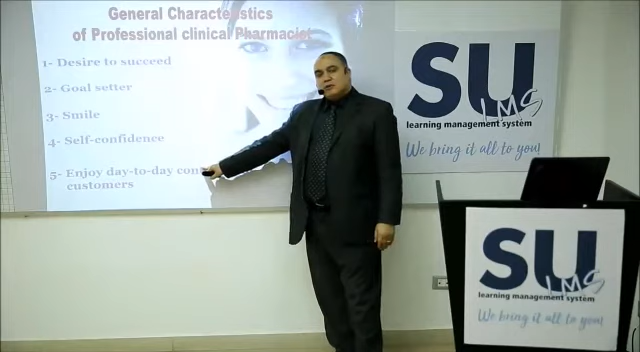 General Characteristics
of Professional clinical Pharmacist
1- Desire to succeed
2- Goal setter
3- Smile
4- Self-confidence
5- Enjoy day-to-day
customers
SU
LMS
learning management system
We bring it all to you!
SU
LMS
learning management system
We bring it all to you!